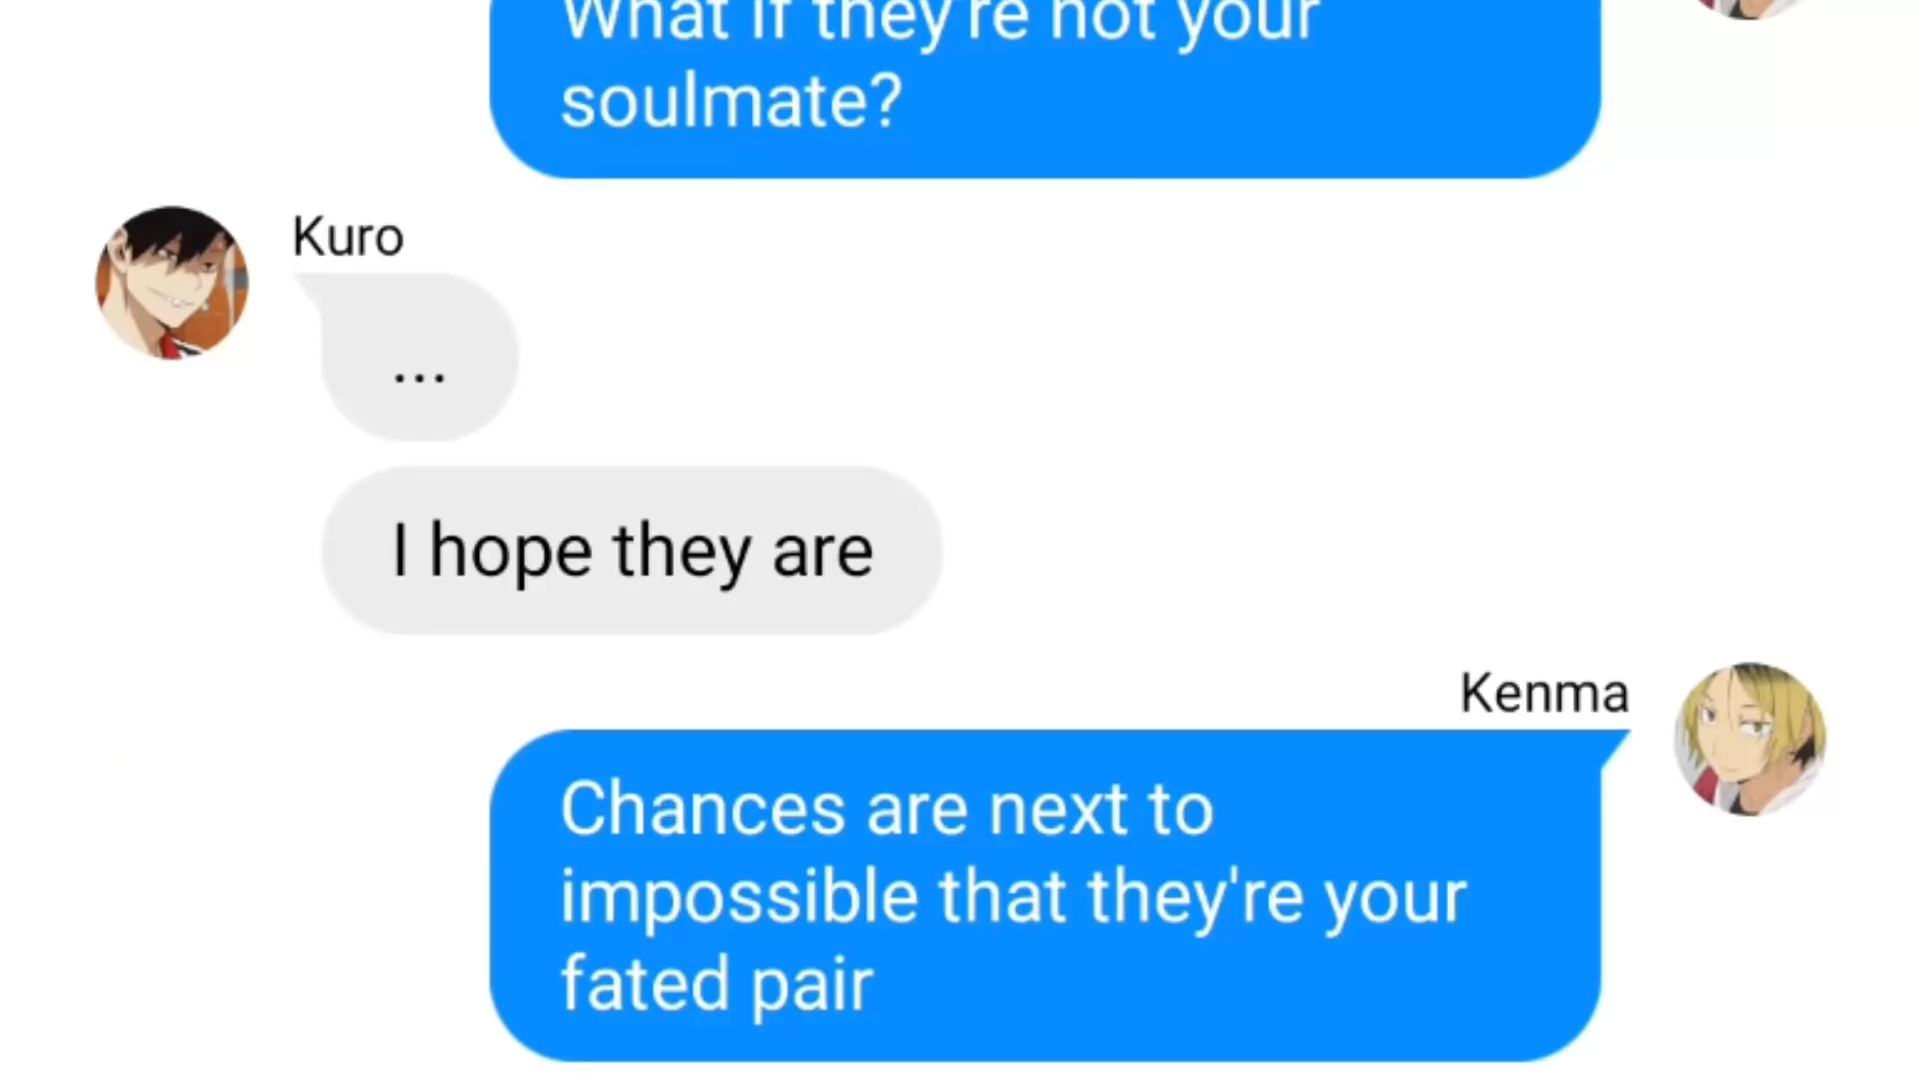 What if they're not your
soulmate?
Kuro
...
I hope they are
Kenma
Chances are next to
impossible that they're your
fated pair